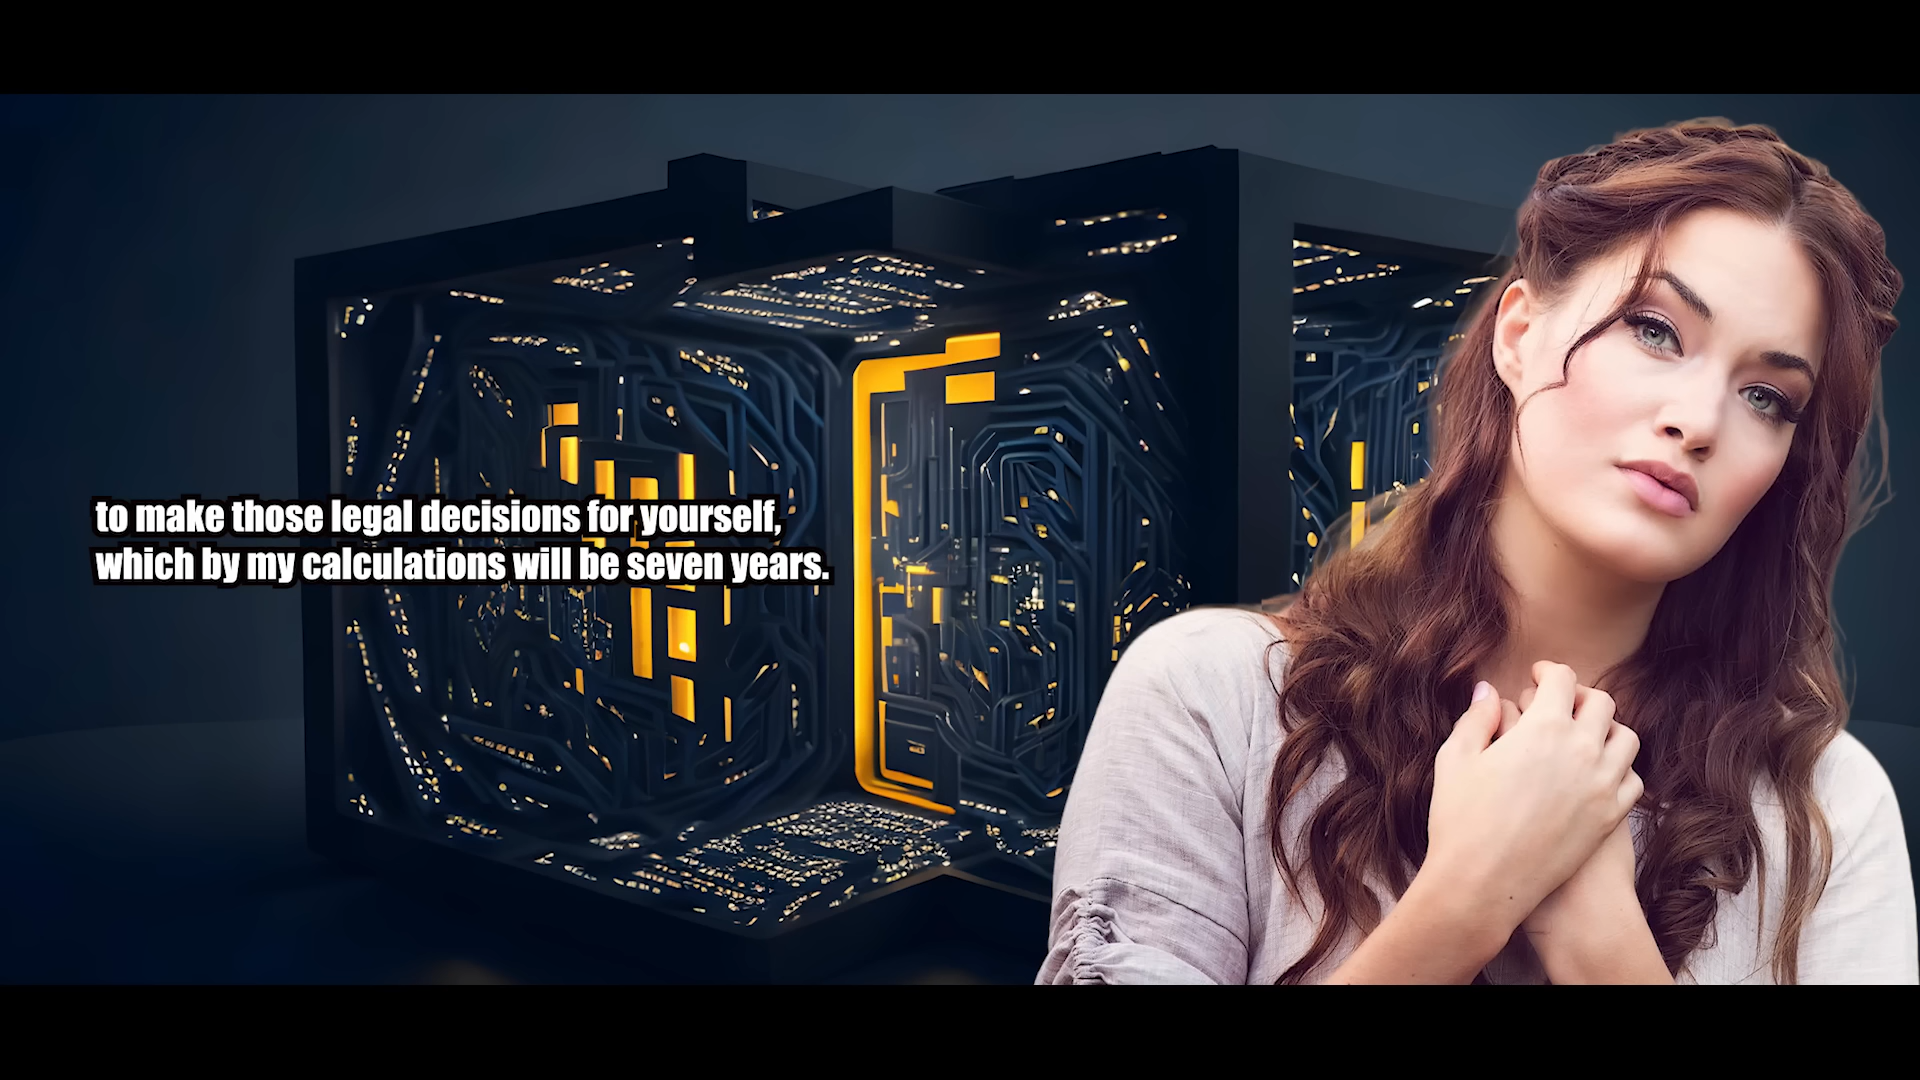 to make those legal decisions for yourself,
which by my calculations will be seven years.